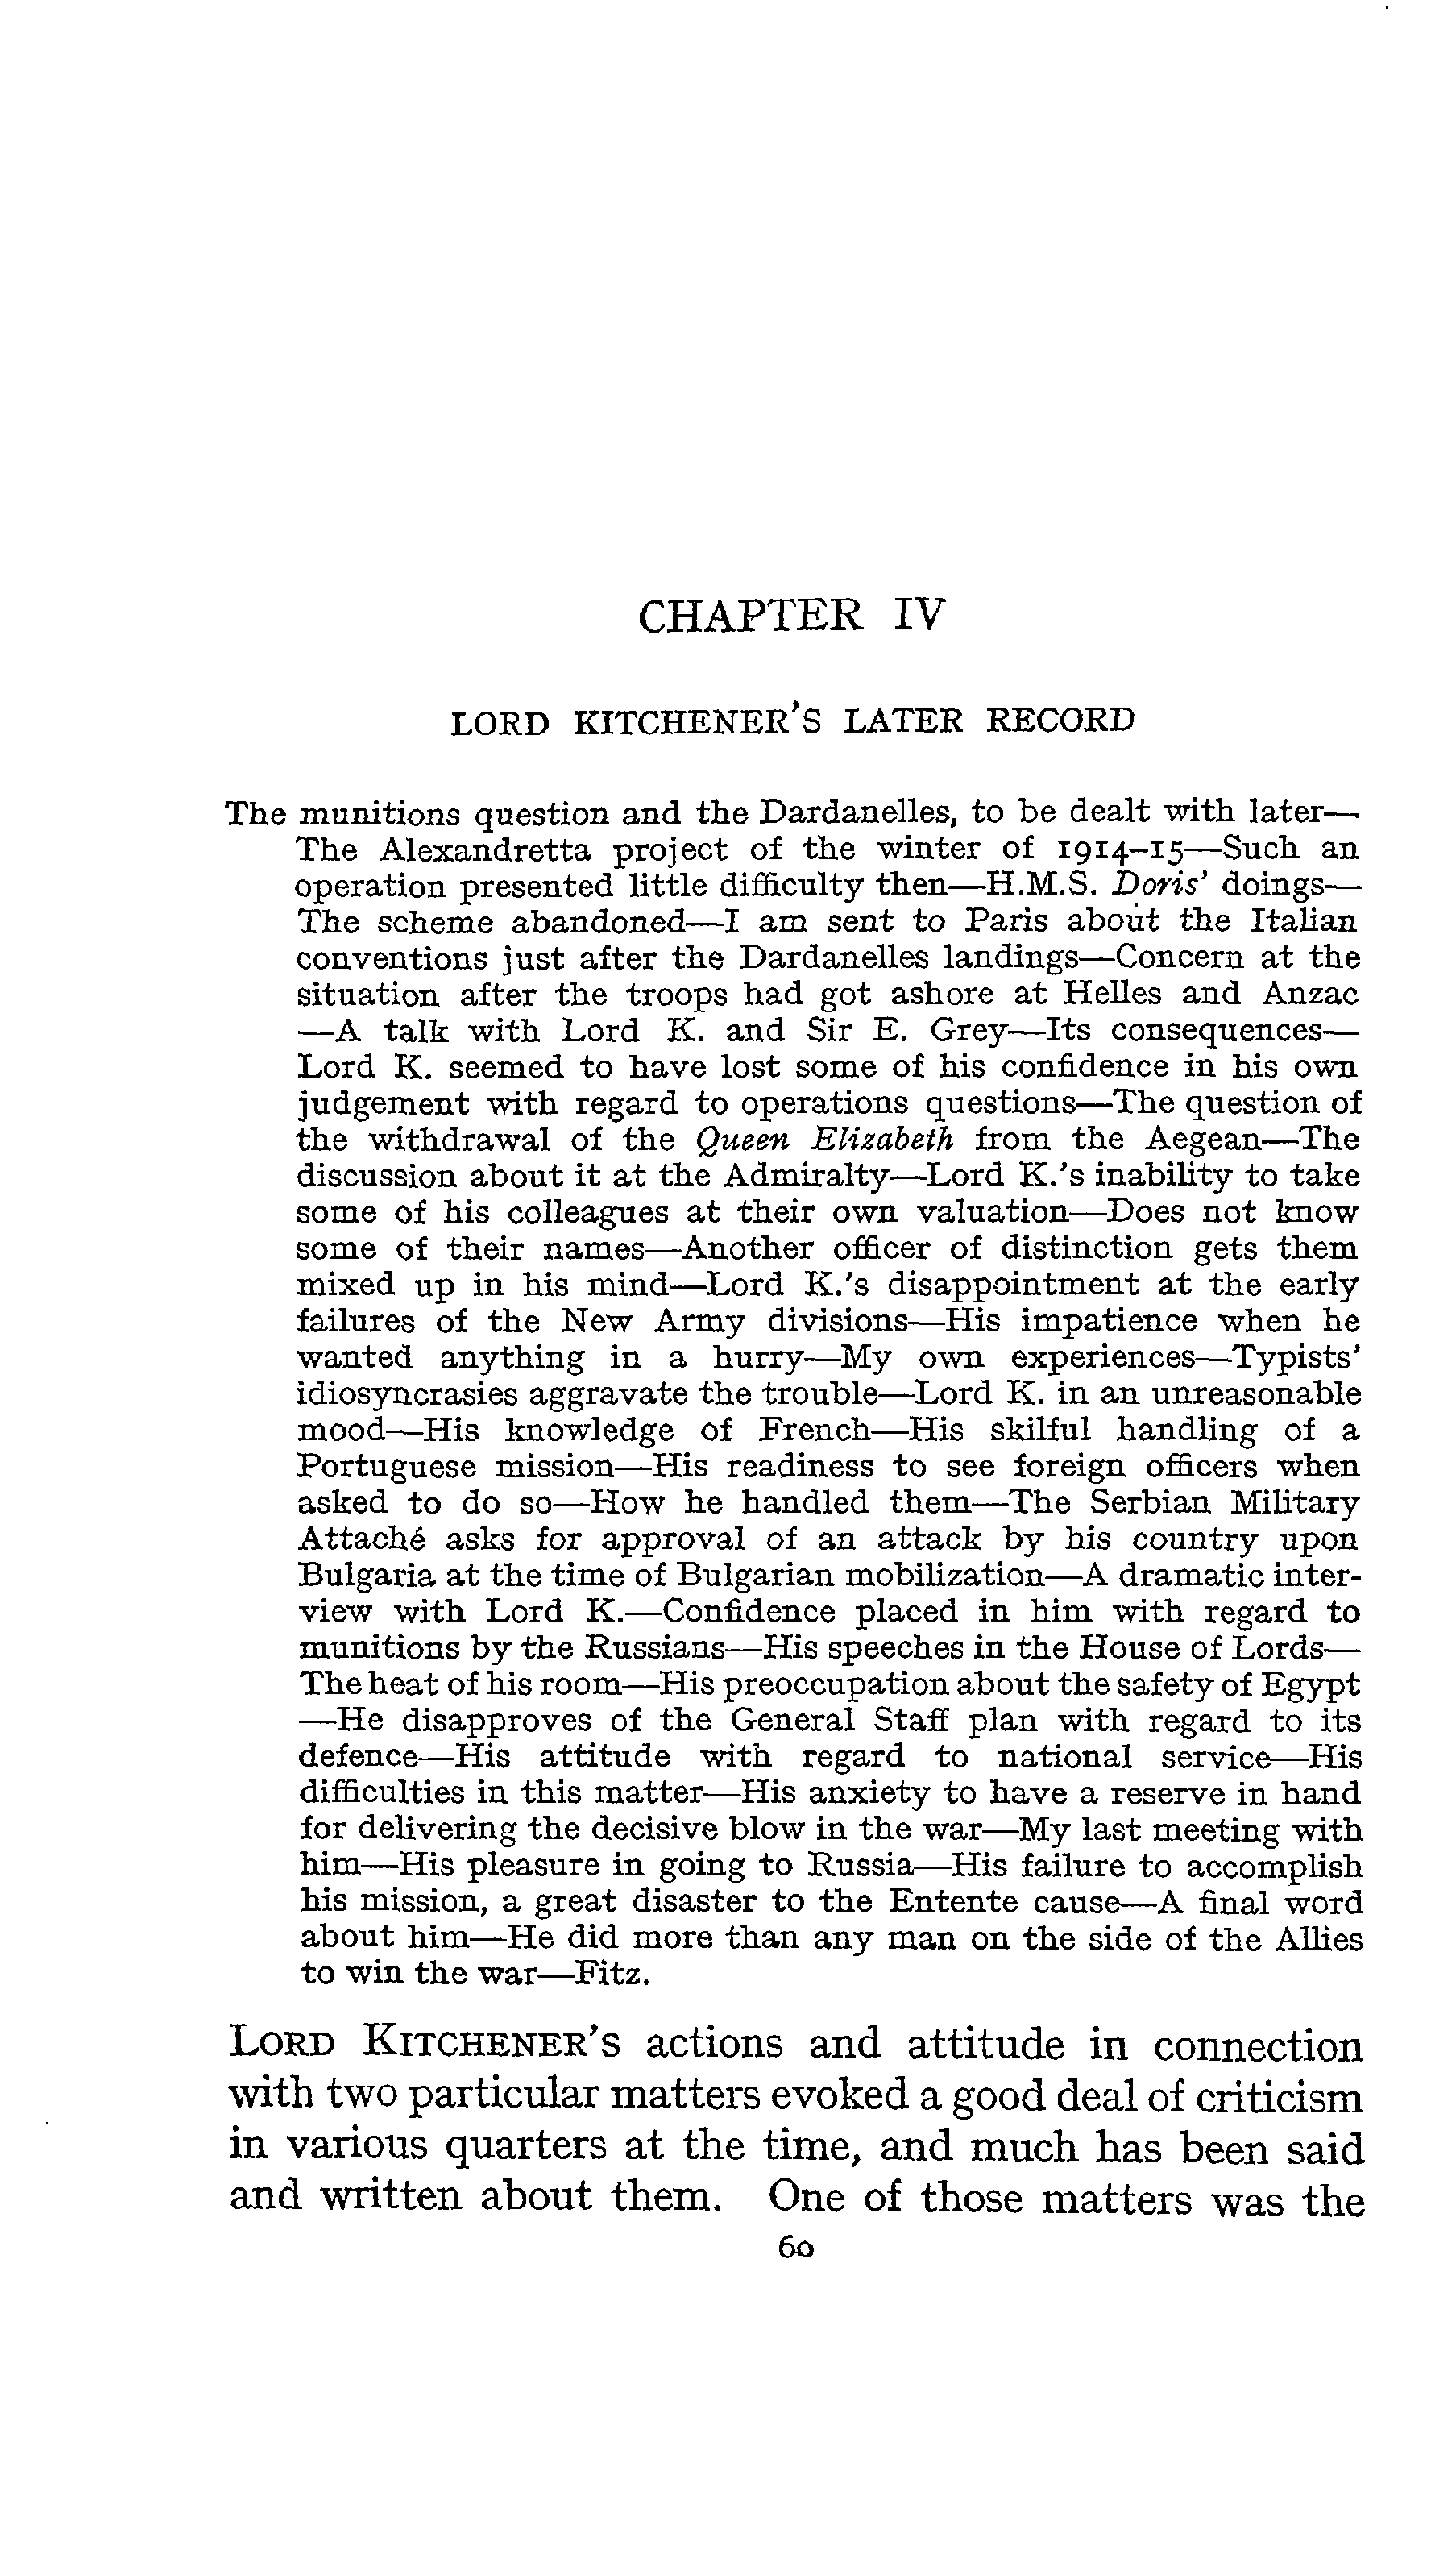 CHAPTER IV
LORD KITCHENER'S LATER RECORD
The munitions question and the Dardanelles, to be dealt with later—
The Alexandretta project of the winter of 1914–15—Such an
operation presented little difficulty then—H.M.S. Doris' doings—
The scheme abandoned—I am sent to Paris about the Italian
conventions just after the Dardanelles landings—Concern at the
situation after the troops had got ashore at Helles and Anzac
—A talk with Lord K. and Sir E. Grey—Its consequences—
Lord K. seemed to have lost some of his confidence in his own
judgement with regard to operations questions—The question of
the withdrawal of the Queen Elizabeth from the Aegean—The
discussion about it at the Admiralty—Lord K.'s inability to take
some of his colleagues at their own valuation—Does not know
some of their names—Another officer of distinction gets them
mixed up in his mind—Lord K.'s disappointment at the early
failures of the New Army divisions—His impatience when he
wanted anything in a hurry—My own experiences—Typists'
idiosyncrasies aggravate the trouble—Lord K. in an unreasonable
mood—His knowledge of French—His skilful handling of a
Portuguese mission—His readiness to see foreign officers when
asked to do so—How he handled them—The Serbian Military
Attaché asks for approval of an attack by his country upon
Bulgaria at the time of Bulgarian mobilization—A dramatic inter-
view with Lord K.—Confidence placed in him with regard to
munitions by the Russians—His speeches in the House of Lords—
The heat of his room—His preoccupation about the safety of Egypt
—He disapproves of the General Staff plan with regard to its
defence—His attitude with regard to national service—His
difficulties in this matter—His anxiety to have a reserve in hand
for delivering the decisive blow in the war—My last meeting with
him—His pleasure in going to Russia—His failure to accomplish
his mission, a great disaster to the Entente cause—A final word
about him—He did more than any man on the side of the Allies
to win the war—Fitz.
LORD KITCHENER'S actions and attitude in connection
with two particular matters evoked a good deal of criticism
in various quarters at the time, and much has been said
and written about them. One of those matters was the
60